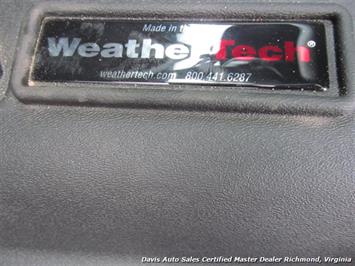 Made in the
WeatherTech®
weathertech.com 800.441.6287
Davis Auto Sales Certified Master Dealer Richmond, Virginia